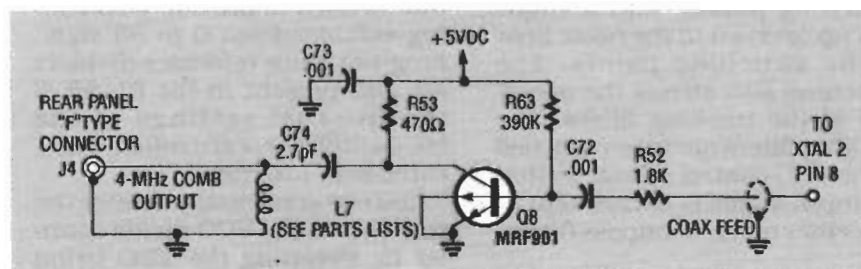 +5VDC
C73
.001
R53
470Ω
R63
390K
REAR PANEL
"F"TYPE
CONNECTOR
J4
C74
2.7pF
4-MHz COMB
OUTPUT
L7
(SEE PARTS LISTS)
Q8
MRF901
C72
.001
R52
1.8K
TO
XTAL 2
PIN 8
COAX FEED